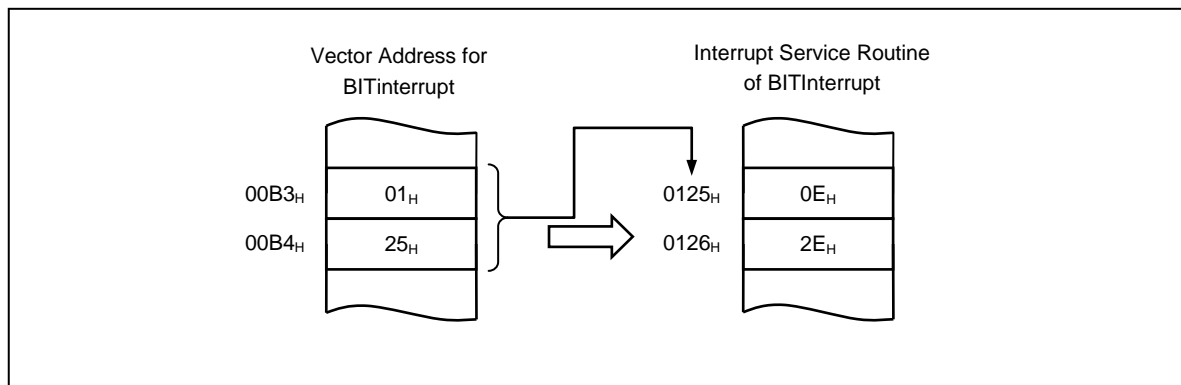 Vector Address for
BITinterrupt
Interrupt Service Routine
of BITInterrupt
00B3H 01H 0125H 0EH
00B4H 25H 0126H 2EH